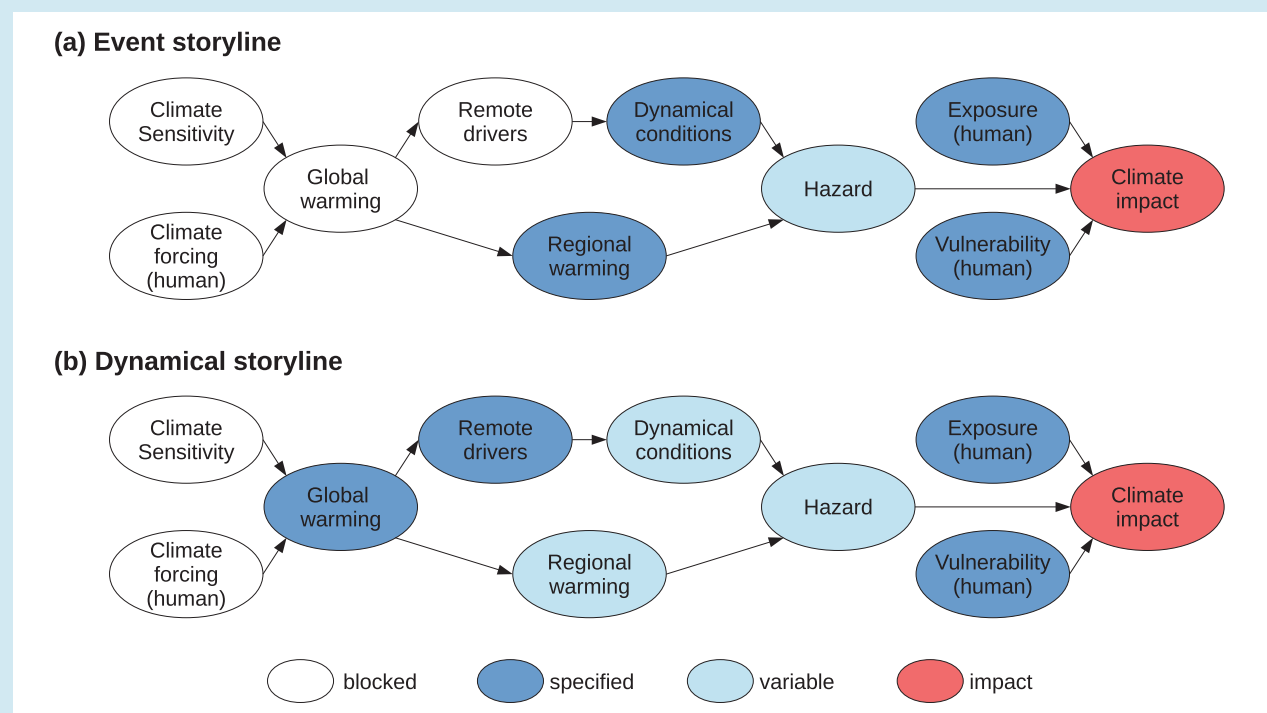 (a) Event storyline
Climate
Sensitivity
Remote
drivers
Dynamical
conditions
Exposure
(human)
Global
warming
Hazard
Climate
impact
Climate
forcing
(human)
Regional
warming
Vulnerability
(human)
(b) Dynamical storyline
Climate
Sensitivity
Remote
drivers
Dynamical
conditions
Exposure
(human)
Global
warming
Hazard
Climate
impact
Climate
forcing
(human)
Regional
warming
Vulnerability
(human)
blocked
specified
variable
impact